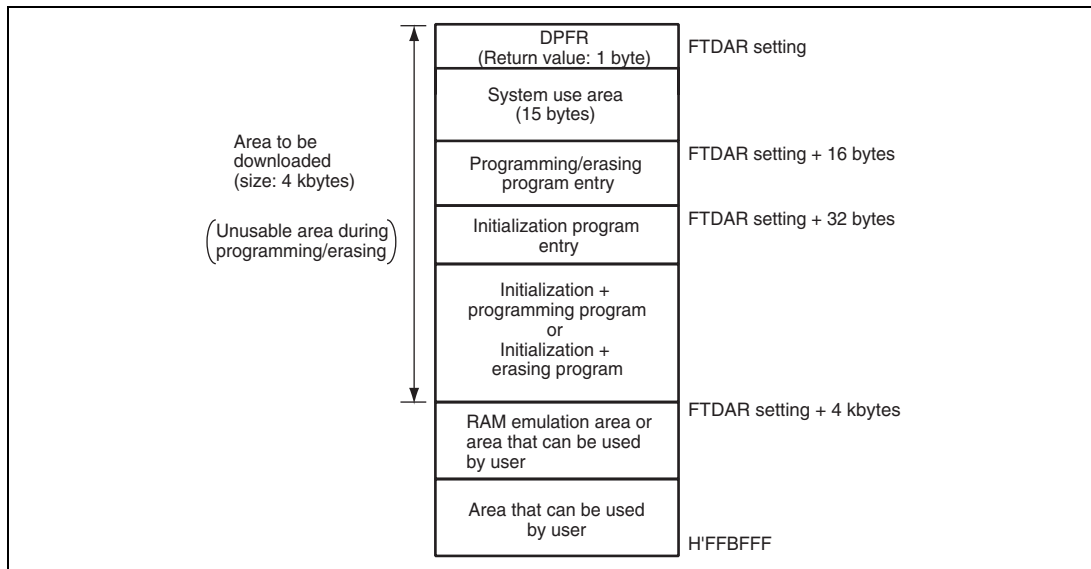 DPFR
(Return value: 1 byte)
FTDAR setting
System use area
(15 bytes)
Area to be
downloaded
(size: 4 kbytes)
(Unusable area during
programming/erasing)
FTDAR setting + 16 bytes
Programming/erasing
program entry
FTDAR setting + 32 bytes
Initialization program
entry
Initialization +
programming program
or
Initialization +
erasing program
FTDAR setting + 4 kbytes
RAM emulation area or
area that can be used
by user
Area that can be used
by user
H'FFBFFF